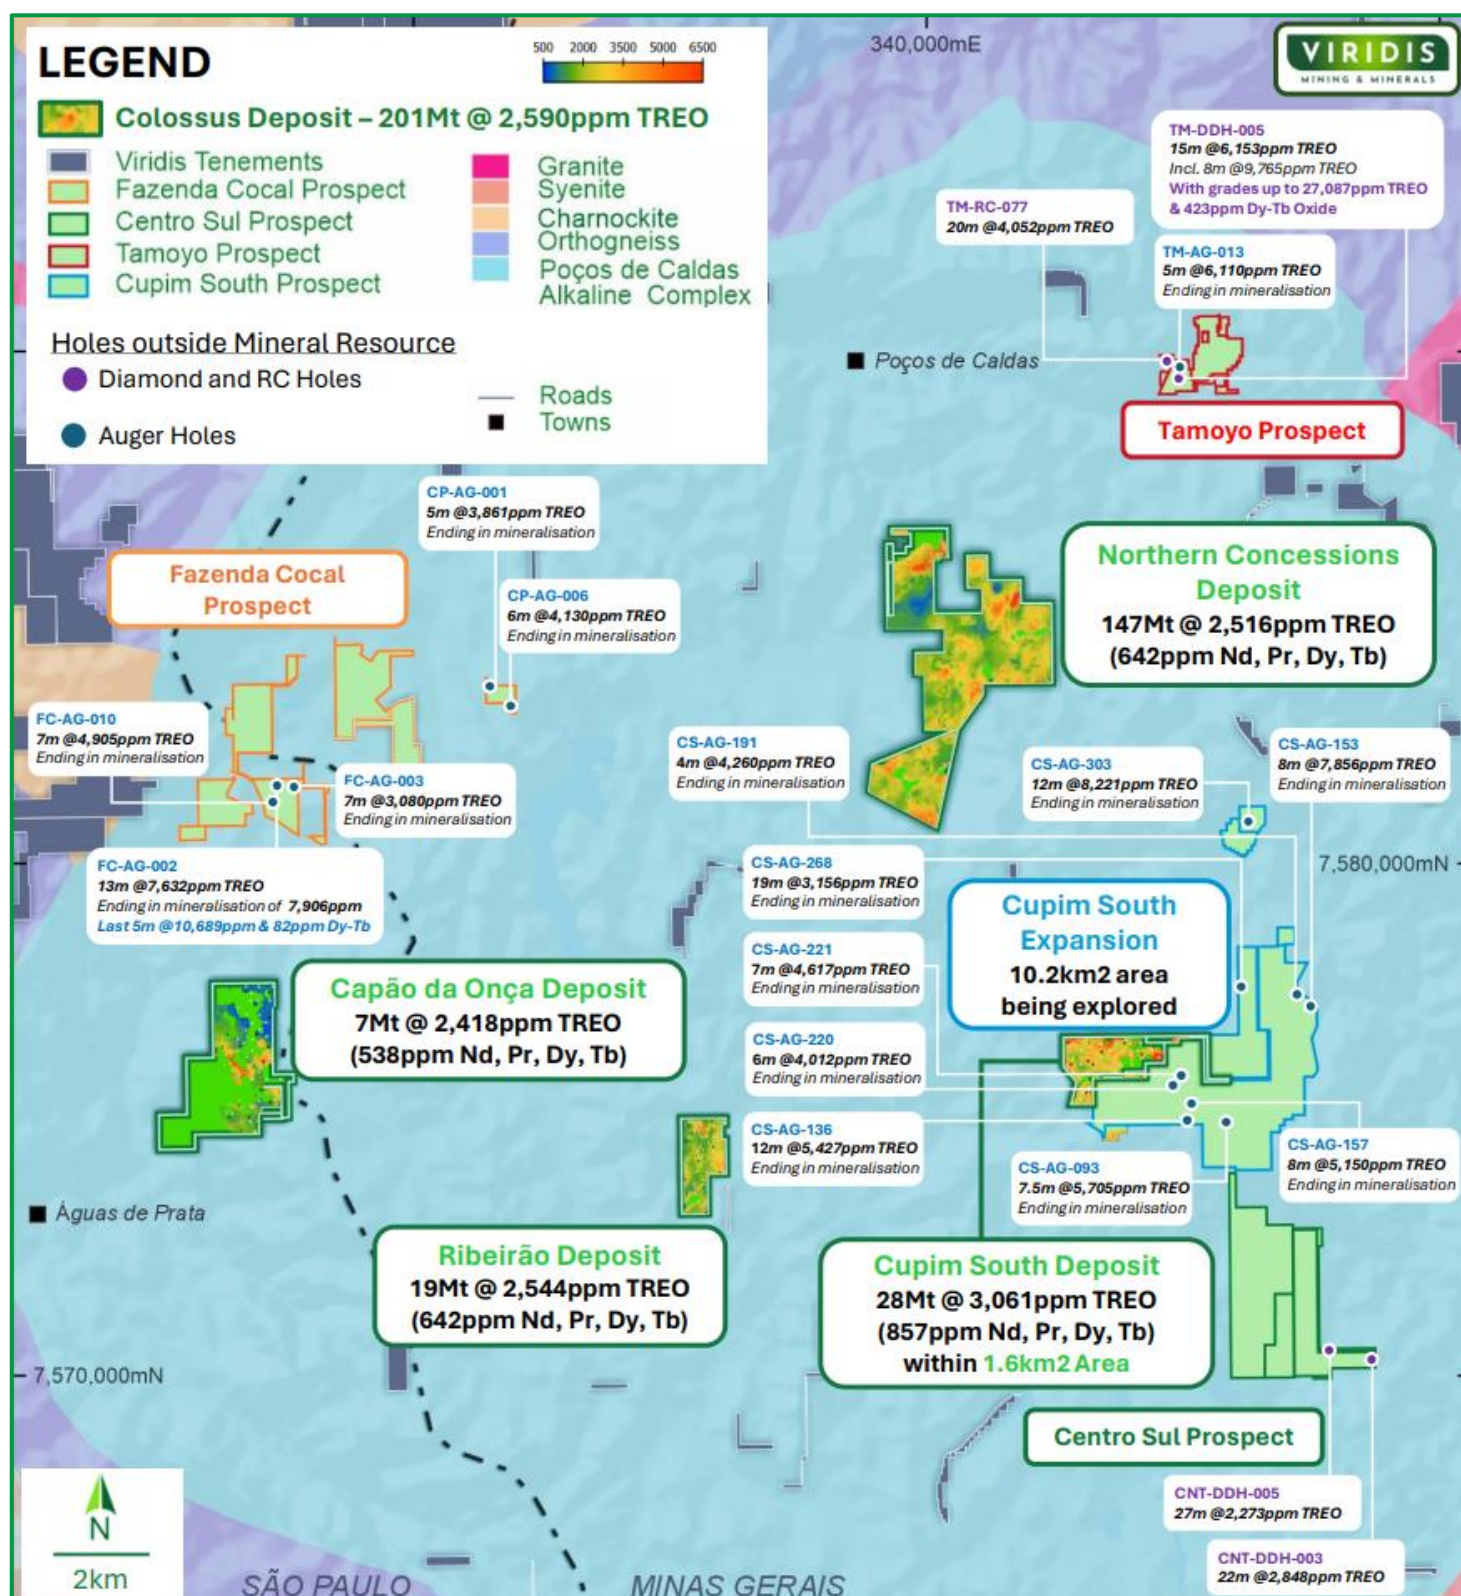 LEGEND
500 2000 3500 5000 6500
Colossus Deposit – 201Mt @ 2,590ppm TREO
Viridis Tenements
Fazenda Cocal Prospect
Centro Sul Prospect
Tamoyo Prospect
Cupim South Prospect
Granite
Syenite
Charnockite
Orthogneiss
Poços de Caldas
Alkaline Complex
Holes outside Mineral Resource
Diamond and RC Holes
Auger Holes
Roads
Towns
340,000mE
VIRIDIS
MINING & MINERALS
TM-DDH-005
15m @6,153ppm TREO
Incl. 8m @9,765ppm TREO
With grades up to 27,087ppm TREO
& 423ppm Dy-Tb Oxide
TM-RC-077
20m @4,052ppm TREO
TM-AG-013
5m @6,110ppm TREO
Ending in mineralisation
Poços de Caldas
Tamoyo Prospect
CP-AG-001
5m @3,861ppm TREO
Ending in mineralisation
Fazenda Cocal
Prospect
CP-AG-006
6m @4,130ppm TREO
Ending in mineralisation
Northern Concessions
Deposit
147Mt @ 2,516ppm TREO
(642ppm Nd, Pr, Dy, Tb)
FC-AG-010
7m @4,905ppm TREO
Ending in mineralisation
FC-AG-003
7m @3,080ppm TREO
Ending in mineralisation
CS-AG-191
4m @4,260ppm TREO
Ending in mineralisation
CS-AG-303
12m @8,221ppm TREO
Ending in mineralisation
CS-AG-153
8m @7,856ppm TREO
Ending in mineralisation
FC-AG-002
13m @7,632ppm TREO
Ending in mineralisation of 7,906ppm
Last 5m @10,689ppm & 82ppm Dy-Tb
CS-AG-268
19m @3,156ppm TREO
Ending in mineralisation
7,580,000mN
Cupim South
Expansion
10.2km2 area
being explored
CS-AG-221
7m @4,617ppm TREO
Ending in mineralisation
Capão da Onça Deposit
7Mt @ 2,418ppm TREO
(538ppm Nd, Pr, Dy, Tb)
CS-AG-220
6m @4,012ppm TREO
Ending in mineralisation
CS-AG-136
12m @5,427ppm TREO
Ending in mineralisation
CS-AG-093
7.5m @5,705ppm TREO
Ending in mineralisation
CS-AG-157
8m @5,150ppm TREO
Ending in mineralisation
Águas de Prata
Ribeirão Deposit
19Mt @ 2,544ppm TREO
(642ppm Nd, Pr, Dy, Tb)
Cupim South Deposit
28Mt @ 3,061ppm TREO
(857ppm Nd, Pr, Dy, Tb)
within 1.6km2 Area
7,570,000mN
Centro Sul Prospect
CNT-DDH-005
27m @2,273ppm TREO
CNT-DDH-003
22m @2,848ppm TREO
N
2km
SÃO PAULO
MINAS GERAIS